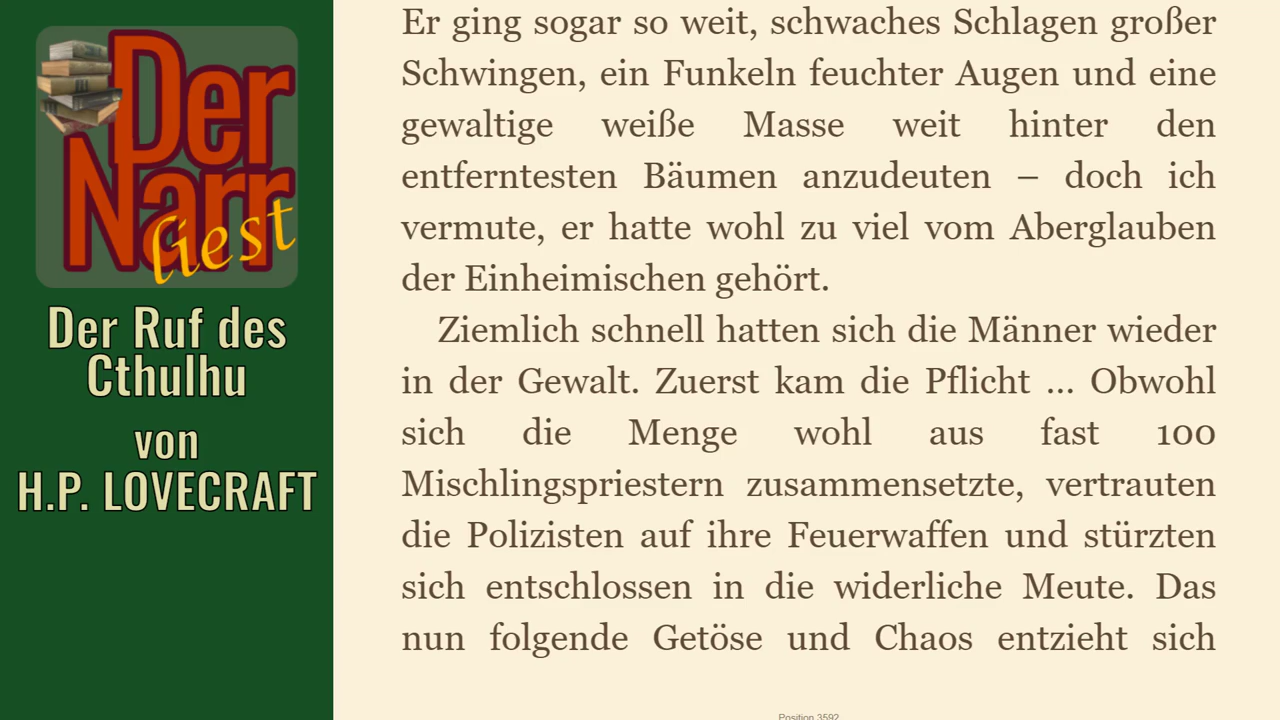 Der
Narr
liest
Der Ruf des
Cthulhu
von
H.P. LOVECRAFT
Er ging sogar so weit, schwaches Schlagen großer
Schwingen, ein Funkeln feuchter Augen und eine
gewaltige weiße Masse weit hinter den
entferntesten Bäumen anzudeuten – doch ich
vermute, er hatte wohl zu viel vom Aberglauben
der Einheimischen gehört.
Ziemlich schnell hatten sich die Männer wieder
in der Gewalt. Zuerst kam die Pflicht ... Obwohl
sich die Menge wohl aus fast 100
Mischlingspriestern zusammensetzte, vertrauten
die Polizisten auf ihre Feuerwaffen und stürzten
sich entschlossen in die widerliche Meute. Das
nun folgende Getöse und Chaos entzieht sich
Position 3592